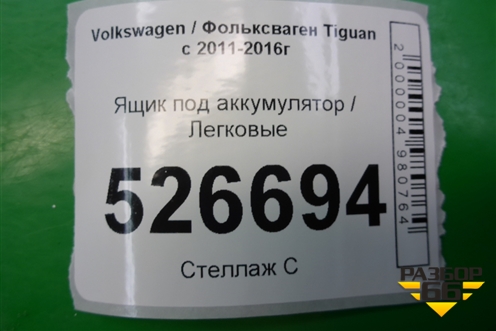 Volkswagen / Фольксваген Tiguan
с 2011-2016г
Ящик под аккумулятор /
Легковые
526694
Стеллаж С
2000004980764
РАЗБОР
66